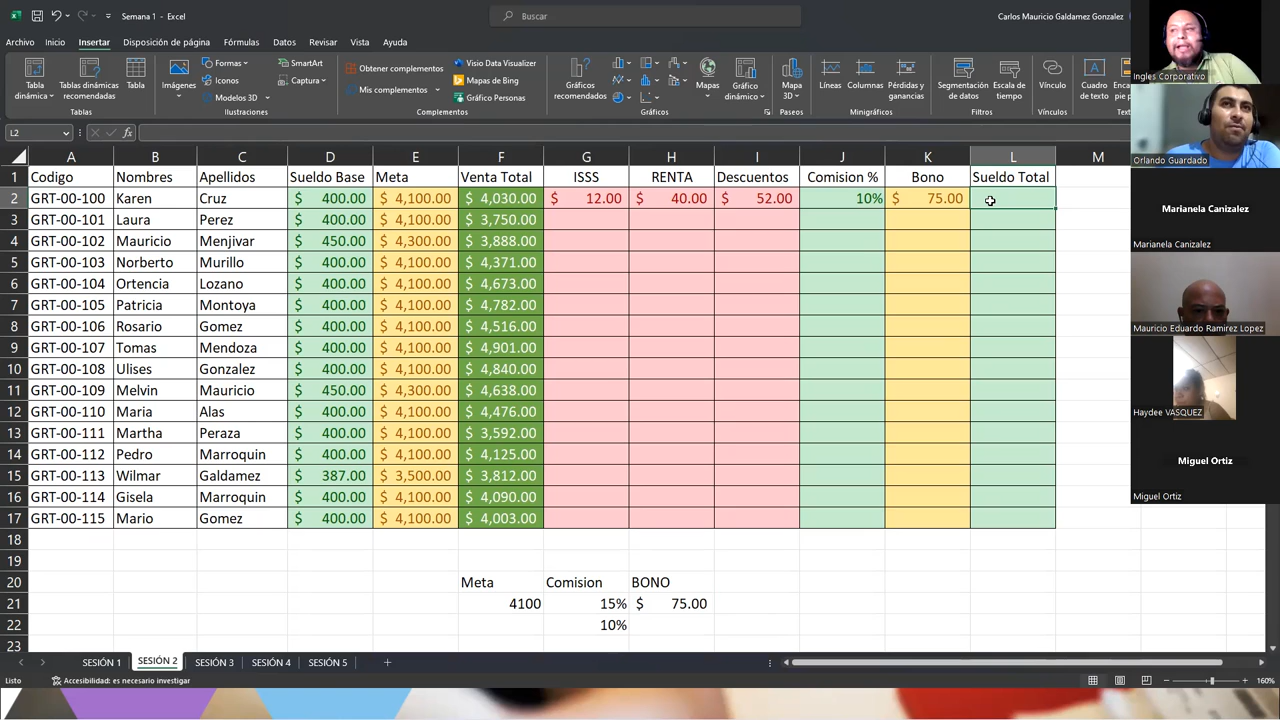 Semana 1 - Excel
Buscar
Carlos Mauricio Galdamez Gonzalez
Archivo Inicio Insertar Disposición de página Fórmulas Datos Revisar Vista Ayuda
Tabla dinámica
Tablas dinámicas recomendadas
Tabla
Tablas
Imágenes
Formas
Iconos
Modelos 3D
SmartArt
Captura
Ilustraciones
Obtener complementos
Mis complementos
Visio Data Visualizer
Mapas de Bing
Gráfico Personas
Complementos
Gráficos recomendados
Mapas
Gráfico dinámico
Gráficos
Mapa 3D
Paseos
Líneas
Columnas
Pérdidas y ganancias
Minigráficos
Segmentación de datos
Escala de tiempo
Filtros
Vínculo
Vínculos
Cuadro de texto
L2
fx
A B C D E F G H I J K L M
1 Codigo Nombres Apellidos Sueldo Base Meta Venta Total ISSS RENTA Descuentos Comision % Bono Sueldo Total
2 GRT-00-100 Karen Cruz $ 400.00 $ 4,100.00 $ 4,030.00 $ 12.00 $ 40.00 $ 52.00 10% $ 75.00
3 GRT-00-101 Laura Perez $ 400.00 $ 4,100.00 $ 3,750.00
4 GRT-00-102 Mauricio Menjivar $ 450.00 $ 4,300.00 $ 3,888.00
5 GRT-00-103 Norberto Murillo $ 400.00 $ 4,100.00 $ 4,371.00
6 GRT-00-104 Ortencia Lozano $ 400.00 $ 4,100.00 $ 4,673.00
7 GRT-00-105 Patricia Montoya $ 400.00 $ 4,100.00 $ 4,782.00
8 GRT-00-106 Rosario Gomez $ 400.00 $ 4,100.00 $ 4,516.00
9 GRT-00-107 Tomas Mendoza $ 400.00 $ 4,100.00 $ 4,901.00
10 GRT-00-108 Ulises Gonzalez $ 400.00 $ 4,100.00 $ 4,840.00
11 GRT-00-109 Melvin Mauricio $ 450.00 $ 4,300.00 $ 4,638.00
12 GRT-00-110 Maria Alas $ 400.00 $ 4,100.00 $ 4,476.00
13 GRT-00-111 Martha Peraza $ 400.00 $ 4,100.00 $ 3,592.00
14 GRT-00-112 Pedro Marroquin $ 400.00 $ 4,100.00 $ 4,125.00
15 GRT-00-113 Wilmar Galdamez $ 387.00 $ 3,500.00 $ 3,812.00
16 GRT-00-114 Gisela Marroquin $ 400.00 $ 4,100.00 $ 4,090.00
17 GRT-00-115 Mario Gomez $ 400.00 $ 4,100.00 $ 4,003.00
18
19
20 Meta Comision BONO
21 4100 15% $ 75.00
22 10%
23
SESIÓN 1 SESIÓN 2 SESIÓN 3 SESIÓN 4 SESIÓN 5
Listo
Accesibilidad: es necesario investigar
160%
Ingles Corporativo
Orlando Guardado
Marianela Canizalez
Marianela Canizalez
Mauricio Eduardo Ramirez Lopez
Haydee VASQUEZ
Miguel Ortiz
Miguel Ortiz